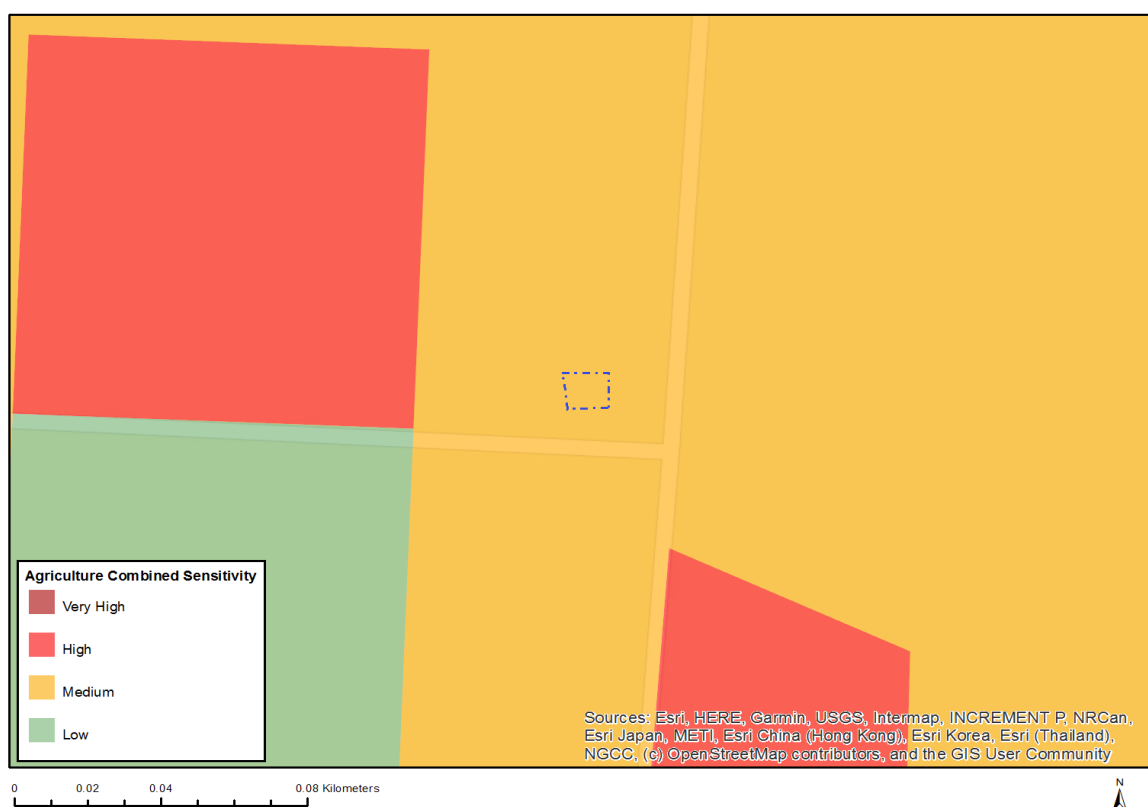 Agriculture Combined Sensitivity
Very High
High
Medium
Low
Sources: Esri, HERE, Garmin, USGS, Intermap, INCREMENT P, NRCan,
Esri Japan, METI, Esri China (Hong Kong), Esri Korea, Esri (Thailand),
NGCC, (c) OpenStreetMap contributors, and the GIS User Community
0 0.02 0.04 0.08 Kilometers
N